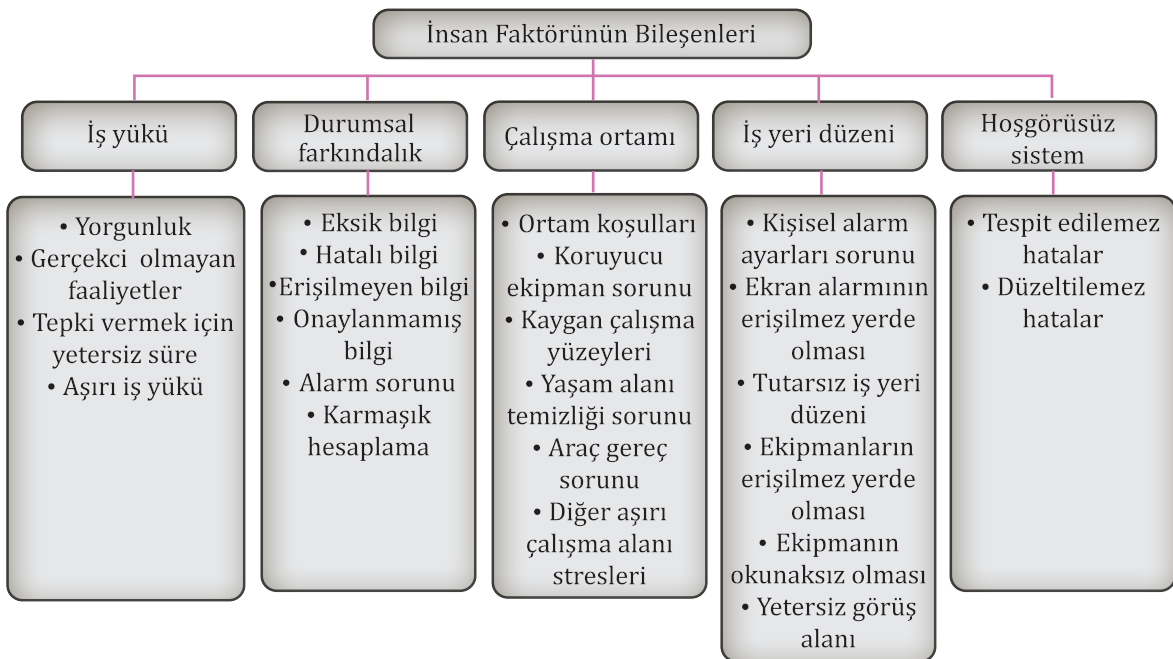 İnsan Faktörünün Bileşenleri
İş yükü
• Yorgunluk
• Gerçekci olmayan
faaliyetler
• Tepki vermek için
yetersiz süre
• Aşırı iş yükü
Durumsal
farkındalık
• Eksik bilgi
• Hatalı bilgi
•Erişilmeyen bilgi
• Onaylanmamış
bilgi
• Alarm sorunu
• Karmaşık
hesaplama
Çalışma ortamı
• Ortam koşulları
• Koruyucu
ekipman sorunu
• Kaygan çalışma
yüzeyleri
• Yaşam alanı
temizliği sorunu
• Araç gereç
sorunu
• Diğer aşırı
çalışma alanı
stresleri
İş yeri düzeni
• Kişisel alarm
ayarları sorunu
• Ekran alarmının
erişilmez yerde
olması
• Tutarsız iş yeri
düzeni
• Ekipmanların
erişilmez yerde
olması
• Ekipmanın
okunaksız olması
• Yetersiz görüş
alanı
Hoşgörüsüz
sistem
• Tespit edilemez
hatalar
• Düzeltilemez
hatalar